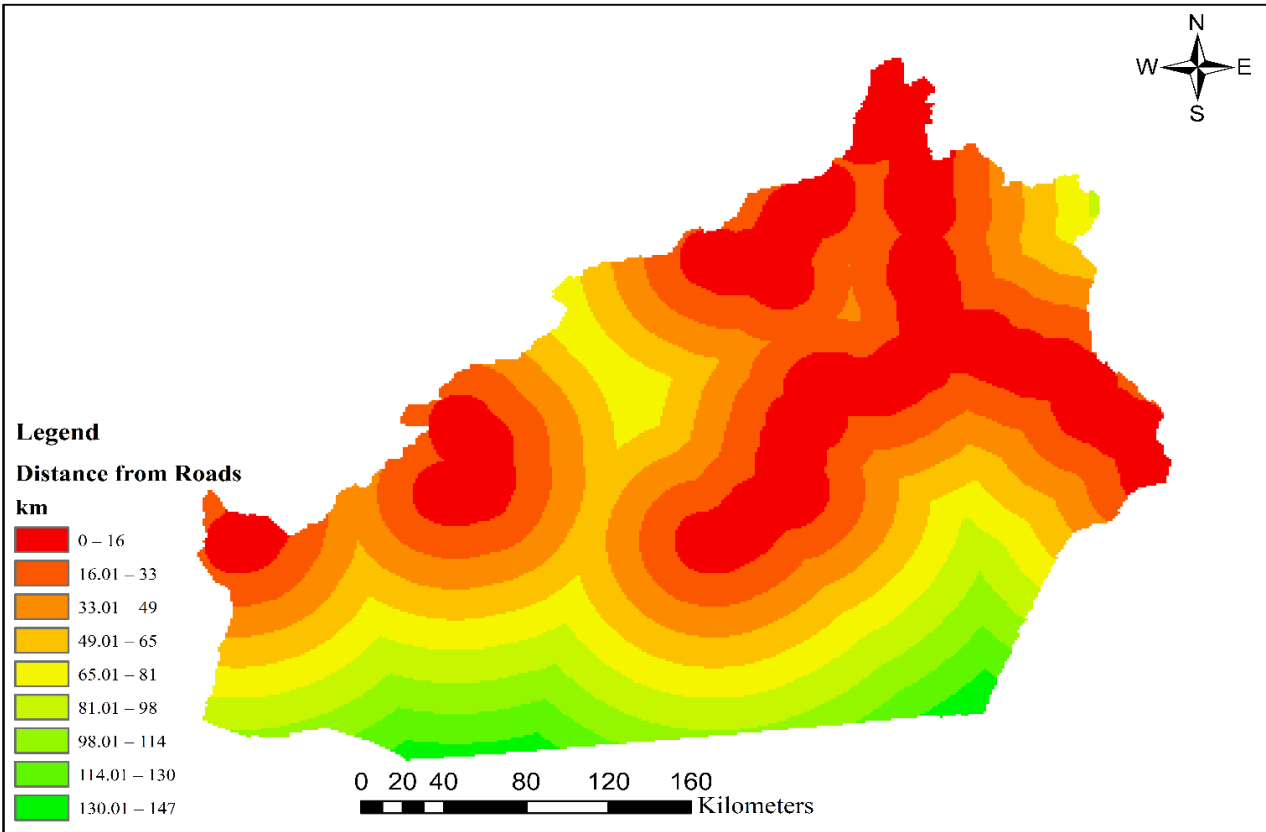 N
W E
S
Legend
Distance from Roads
km
0 – 16
16.01 – 33
33.01 – 49
49.01 – 65
65.01 – 81
81.01 – 98
98.01 – 114
114.01 – 130
130.01 – 147
0 20 40 80 120 160
Kilometers